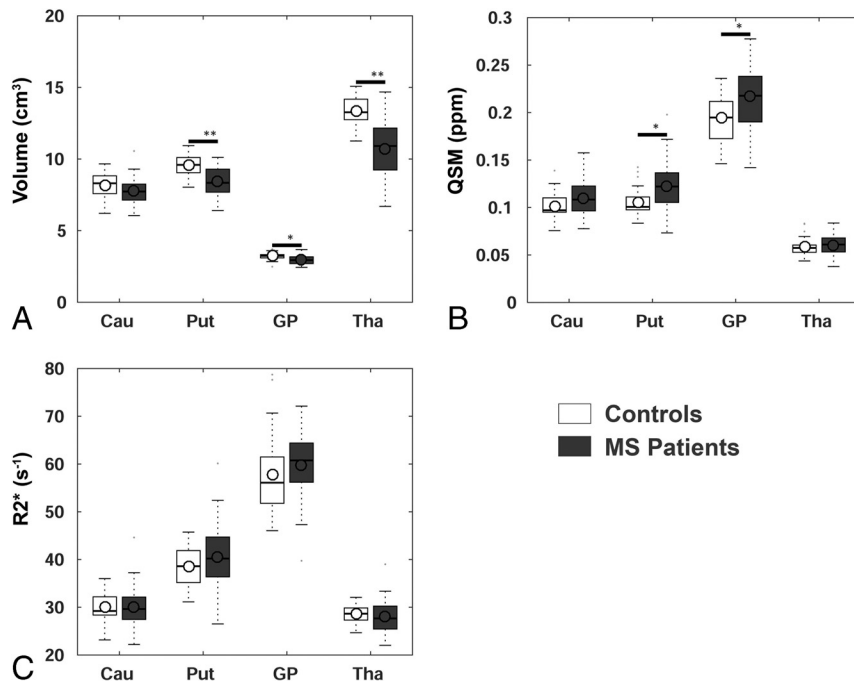 20
15
10
5
0
Volume (cm³)
**
*
**
Cau Put GP Tha
A
0.3
0.25
0.2
0.15
0.1
0.05
0
QSM (ppm)
*
*
Cau Put GP Tha
B
80
70
60
50
40
30
20
R2* (s⁻¹)
Cau Put GP Tha
C
Controls
MS Patients